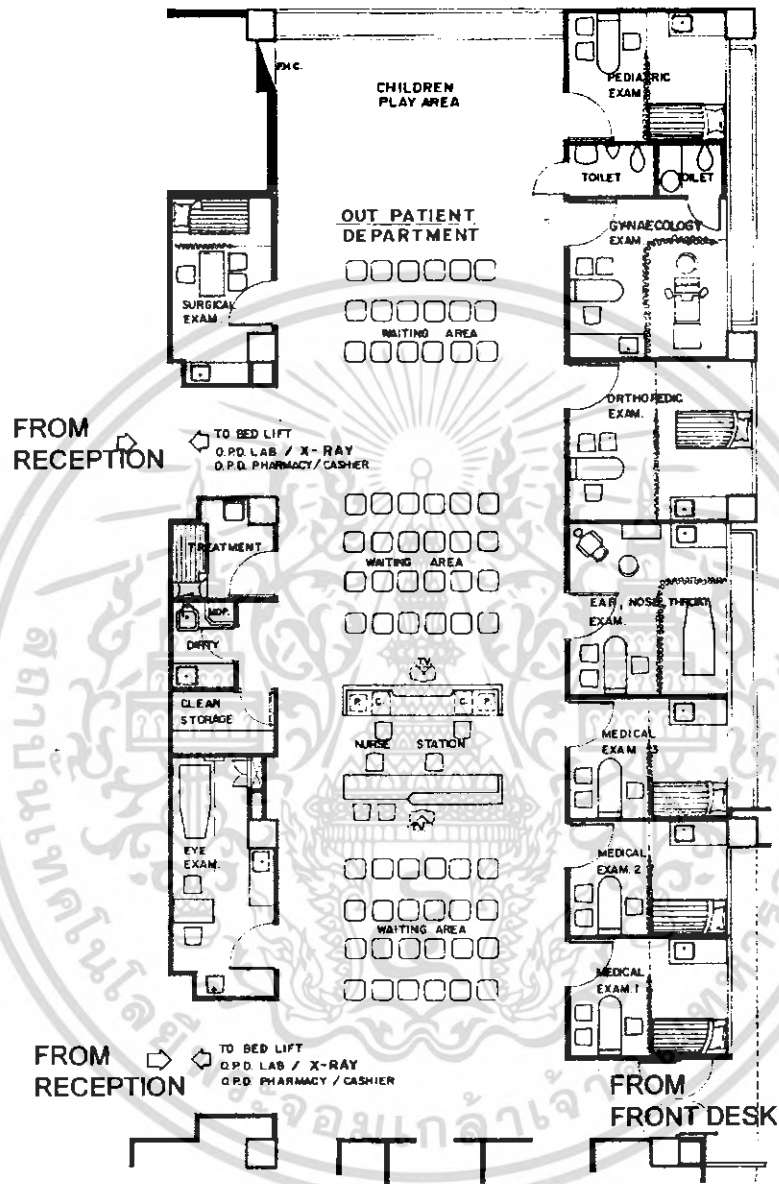 F.H.C.
CHILDREN
PLAY AREA
PEDIATRIC
EXAM.
TOILET
TOILET
OUT PATIENT
DEPARTMENT
GYNAECOLOGY
EXAM.
SURGICAL
EXAM.
WAITING AREA
ORTHOPEDIC
EXAM.
FROM
RECEPTION
TO BED LIFT
O.P.D. LAB / X-RAY
O.P.D. PHARMACY / CASHIER
TREATMENT
WAITING AREA
EAR, NOSE THROAT
EXAM.
MOP.
DIRTY
T.V.
CLEAN
STORAGE
P C C P
NURSE STATION
MEDICAL
EXAM. 3
T.V.
EYE
EXAM.
MEDICAL
EXAM. 2
WAITING AREA
MEDICAL
EXAM. 1
FROM
RECEPTION
TO BED LIFT
O.P.D. LAB / X-RAY
O.P.D. PHARMACY / CASHIER
FROM
FRONT DESK